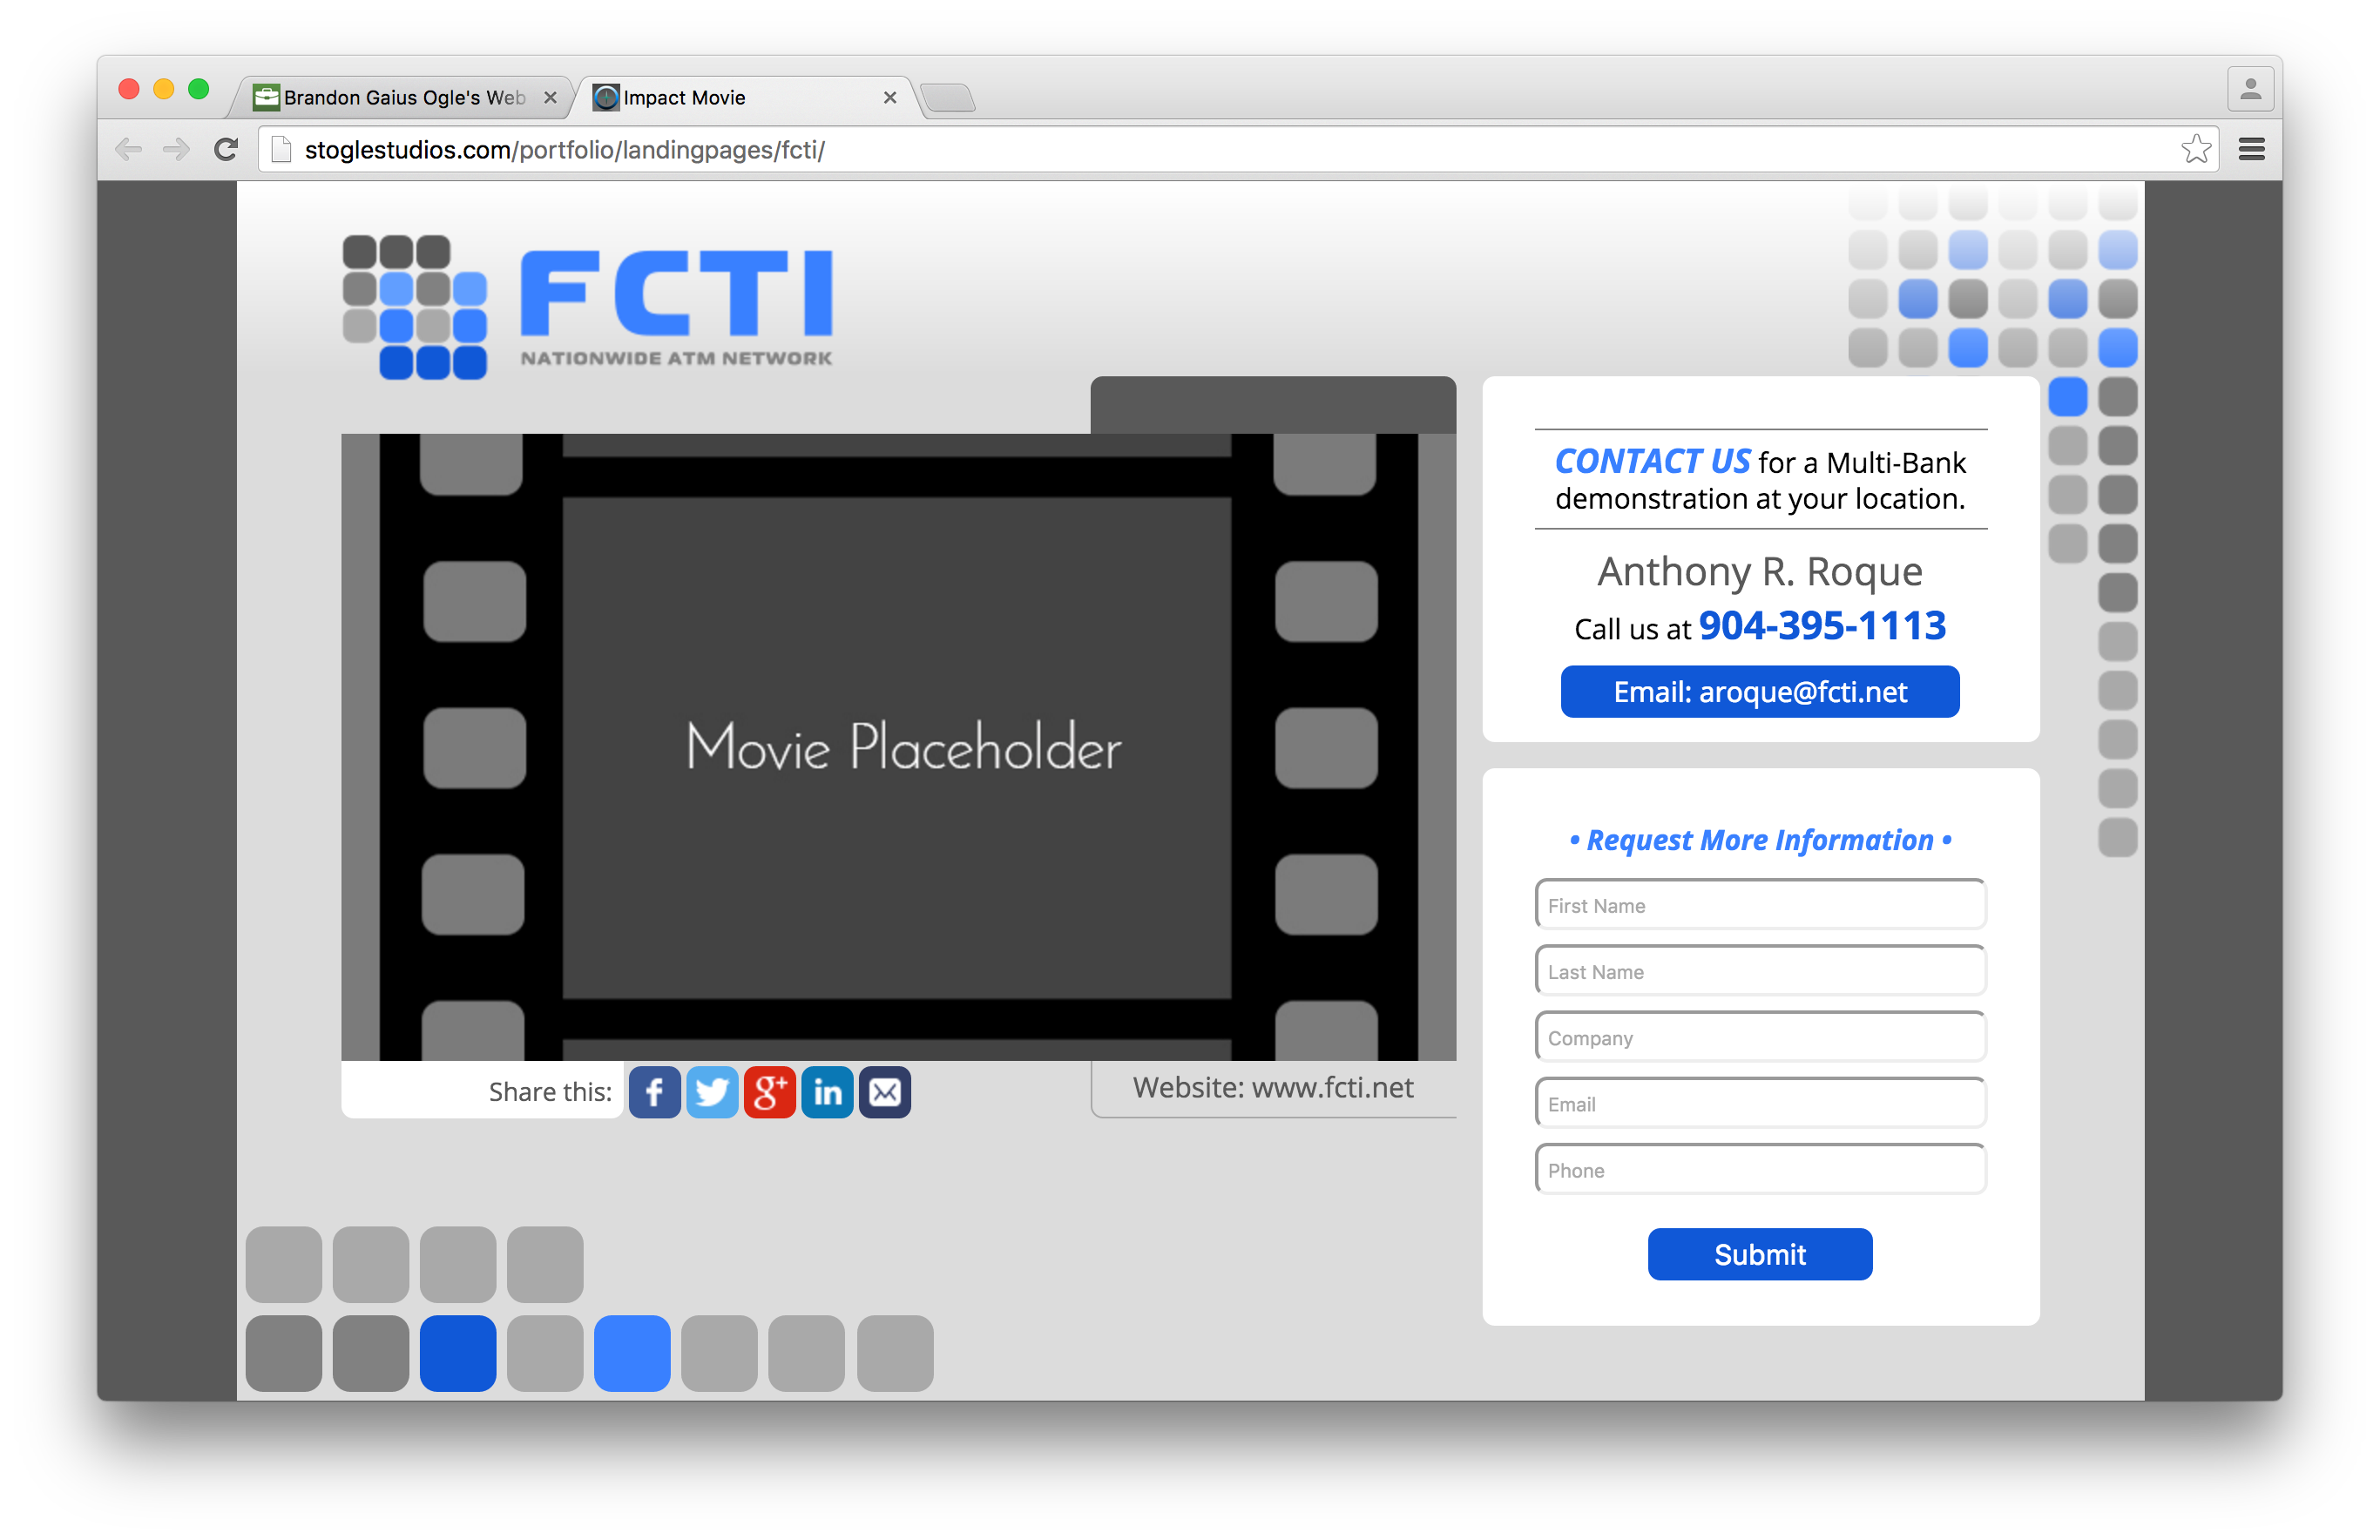 Brandon Gaius Ogle's Web
Impact Movie
stoglestudios.com/portfolio/landingpages/fcti/
FCTI
NATIONWIDE ATM NETWORK
CONTACT US for a Multi-Bank
demonstration at your location.
Anthony R. Roque
Call us at 904-395-1113
Email: aroque@fcti.net
Movie Placeholder
• Request More Information •
First Name
Last Name
Company
Email
Phone
Submit
Share this:
f
g+
in
Website: www.fcti.net